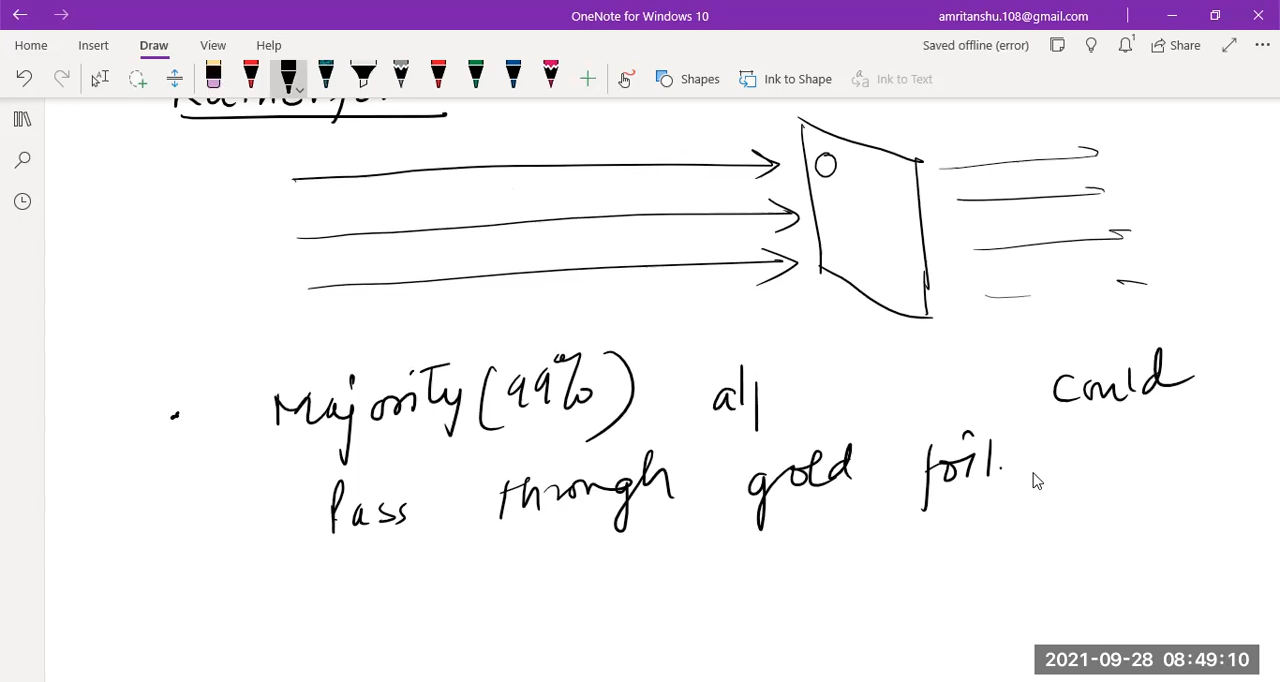 OneNote for Windows 10
amritanshu.108@gmail.com
Home Insert Draw View Help
Saved offline (error)
Share
Shapes
Ink to Shape
Ink to Text
Majority (99%) al could
Pass through gold foil.
2021-09-28 08:49:10